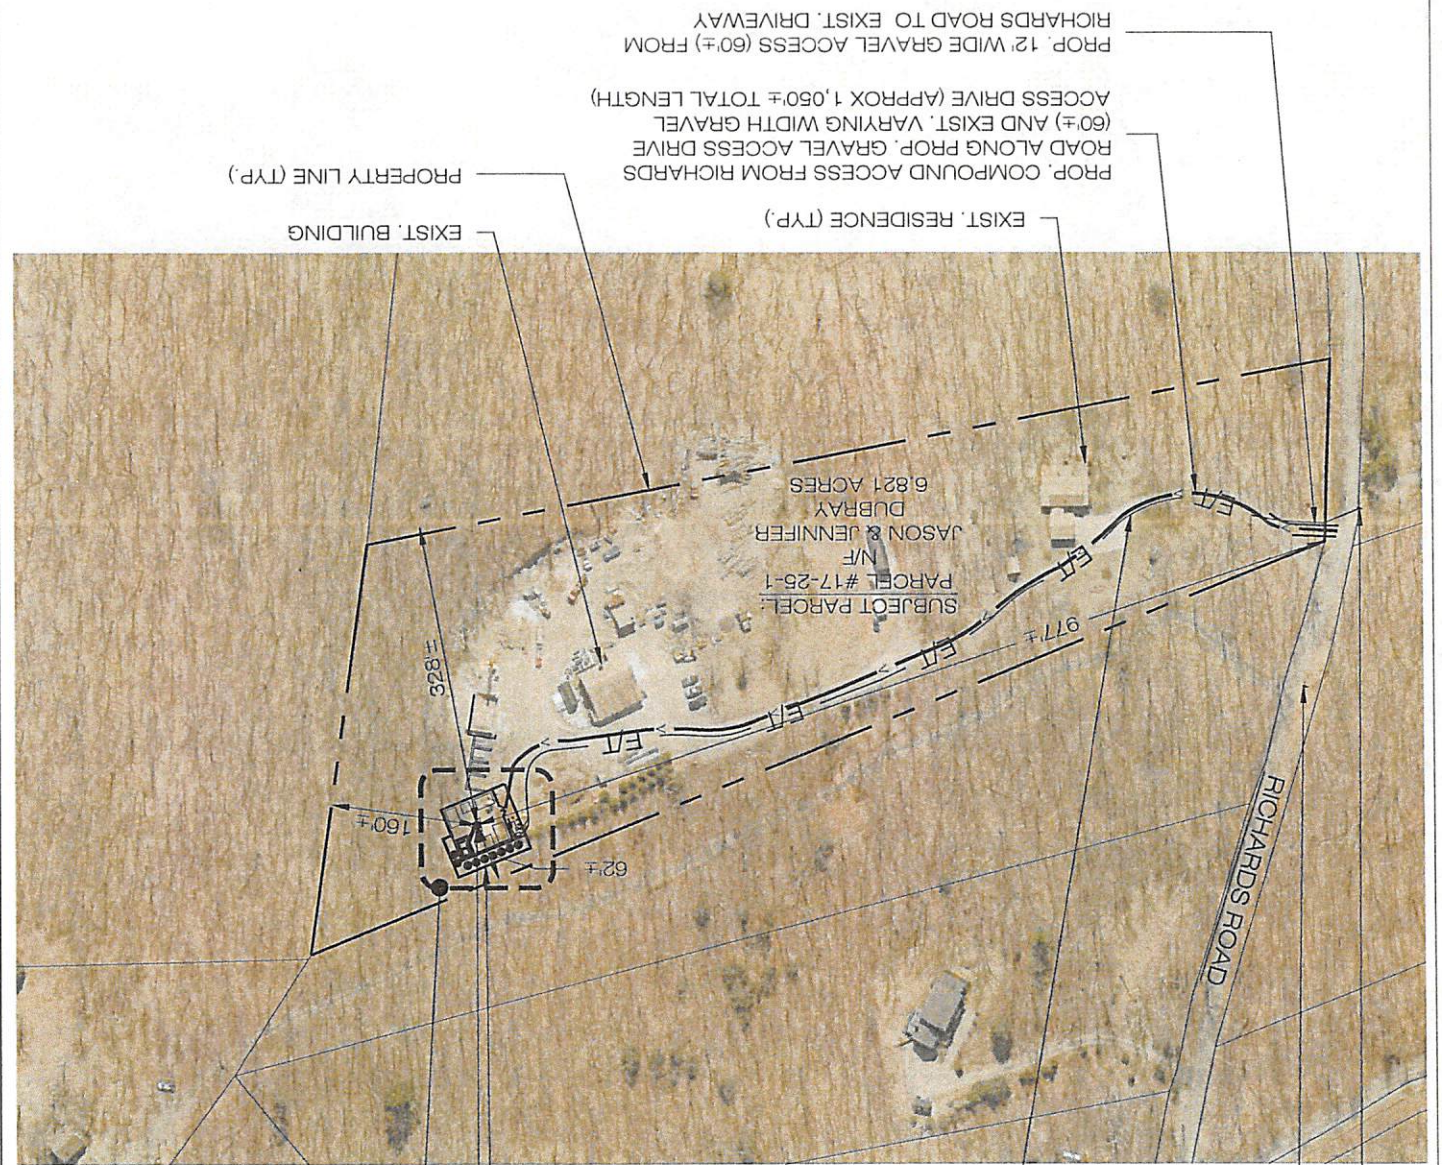 RICHARDS ROAD
62'±
160'±
E/T
E/T
328'±
E/T
977'±
SUBJECT PARCEL:
PARCEL #17-25-1
N/F
JASON & JENNIFER
DUBRAY
6.821 ACRES
E/T
E/T
EXIST. BUILDING
EXIST. RESIDENCE (TYP.)
PROPERTY LINE (TYP.)
PROP. COMPOUND ACCESS FROM RICHARDS
ROAD ALONG PROP. GRAVEL ACCESS DRIVE
(60'±) AND EXIST. VARYING WIDTH GRAVEL
ACCESS DRIVE (APPROX 1,050'± TOTAL LENGTH)
PROP. 12' WIDE GRAVEL ACCESS (60'±) FROM
RICHARDS ROAD TO EXIST. DRIVEWAY